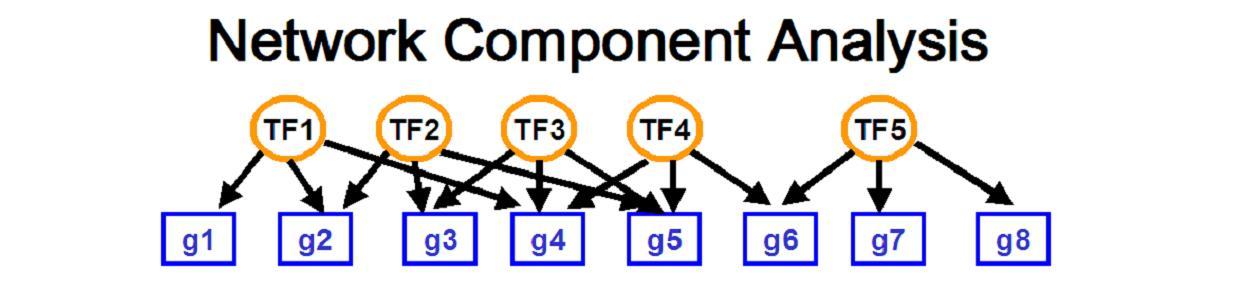 Network Component Analysis
TF1 TF2 TF3 TF4 TF5
g1 g2 g3 g4 g5 g6 g7 g8